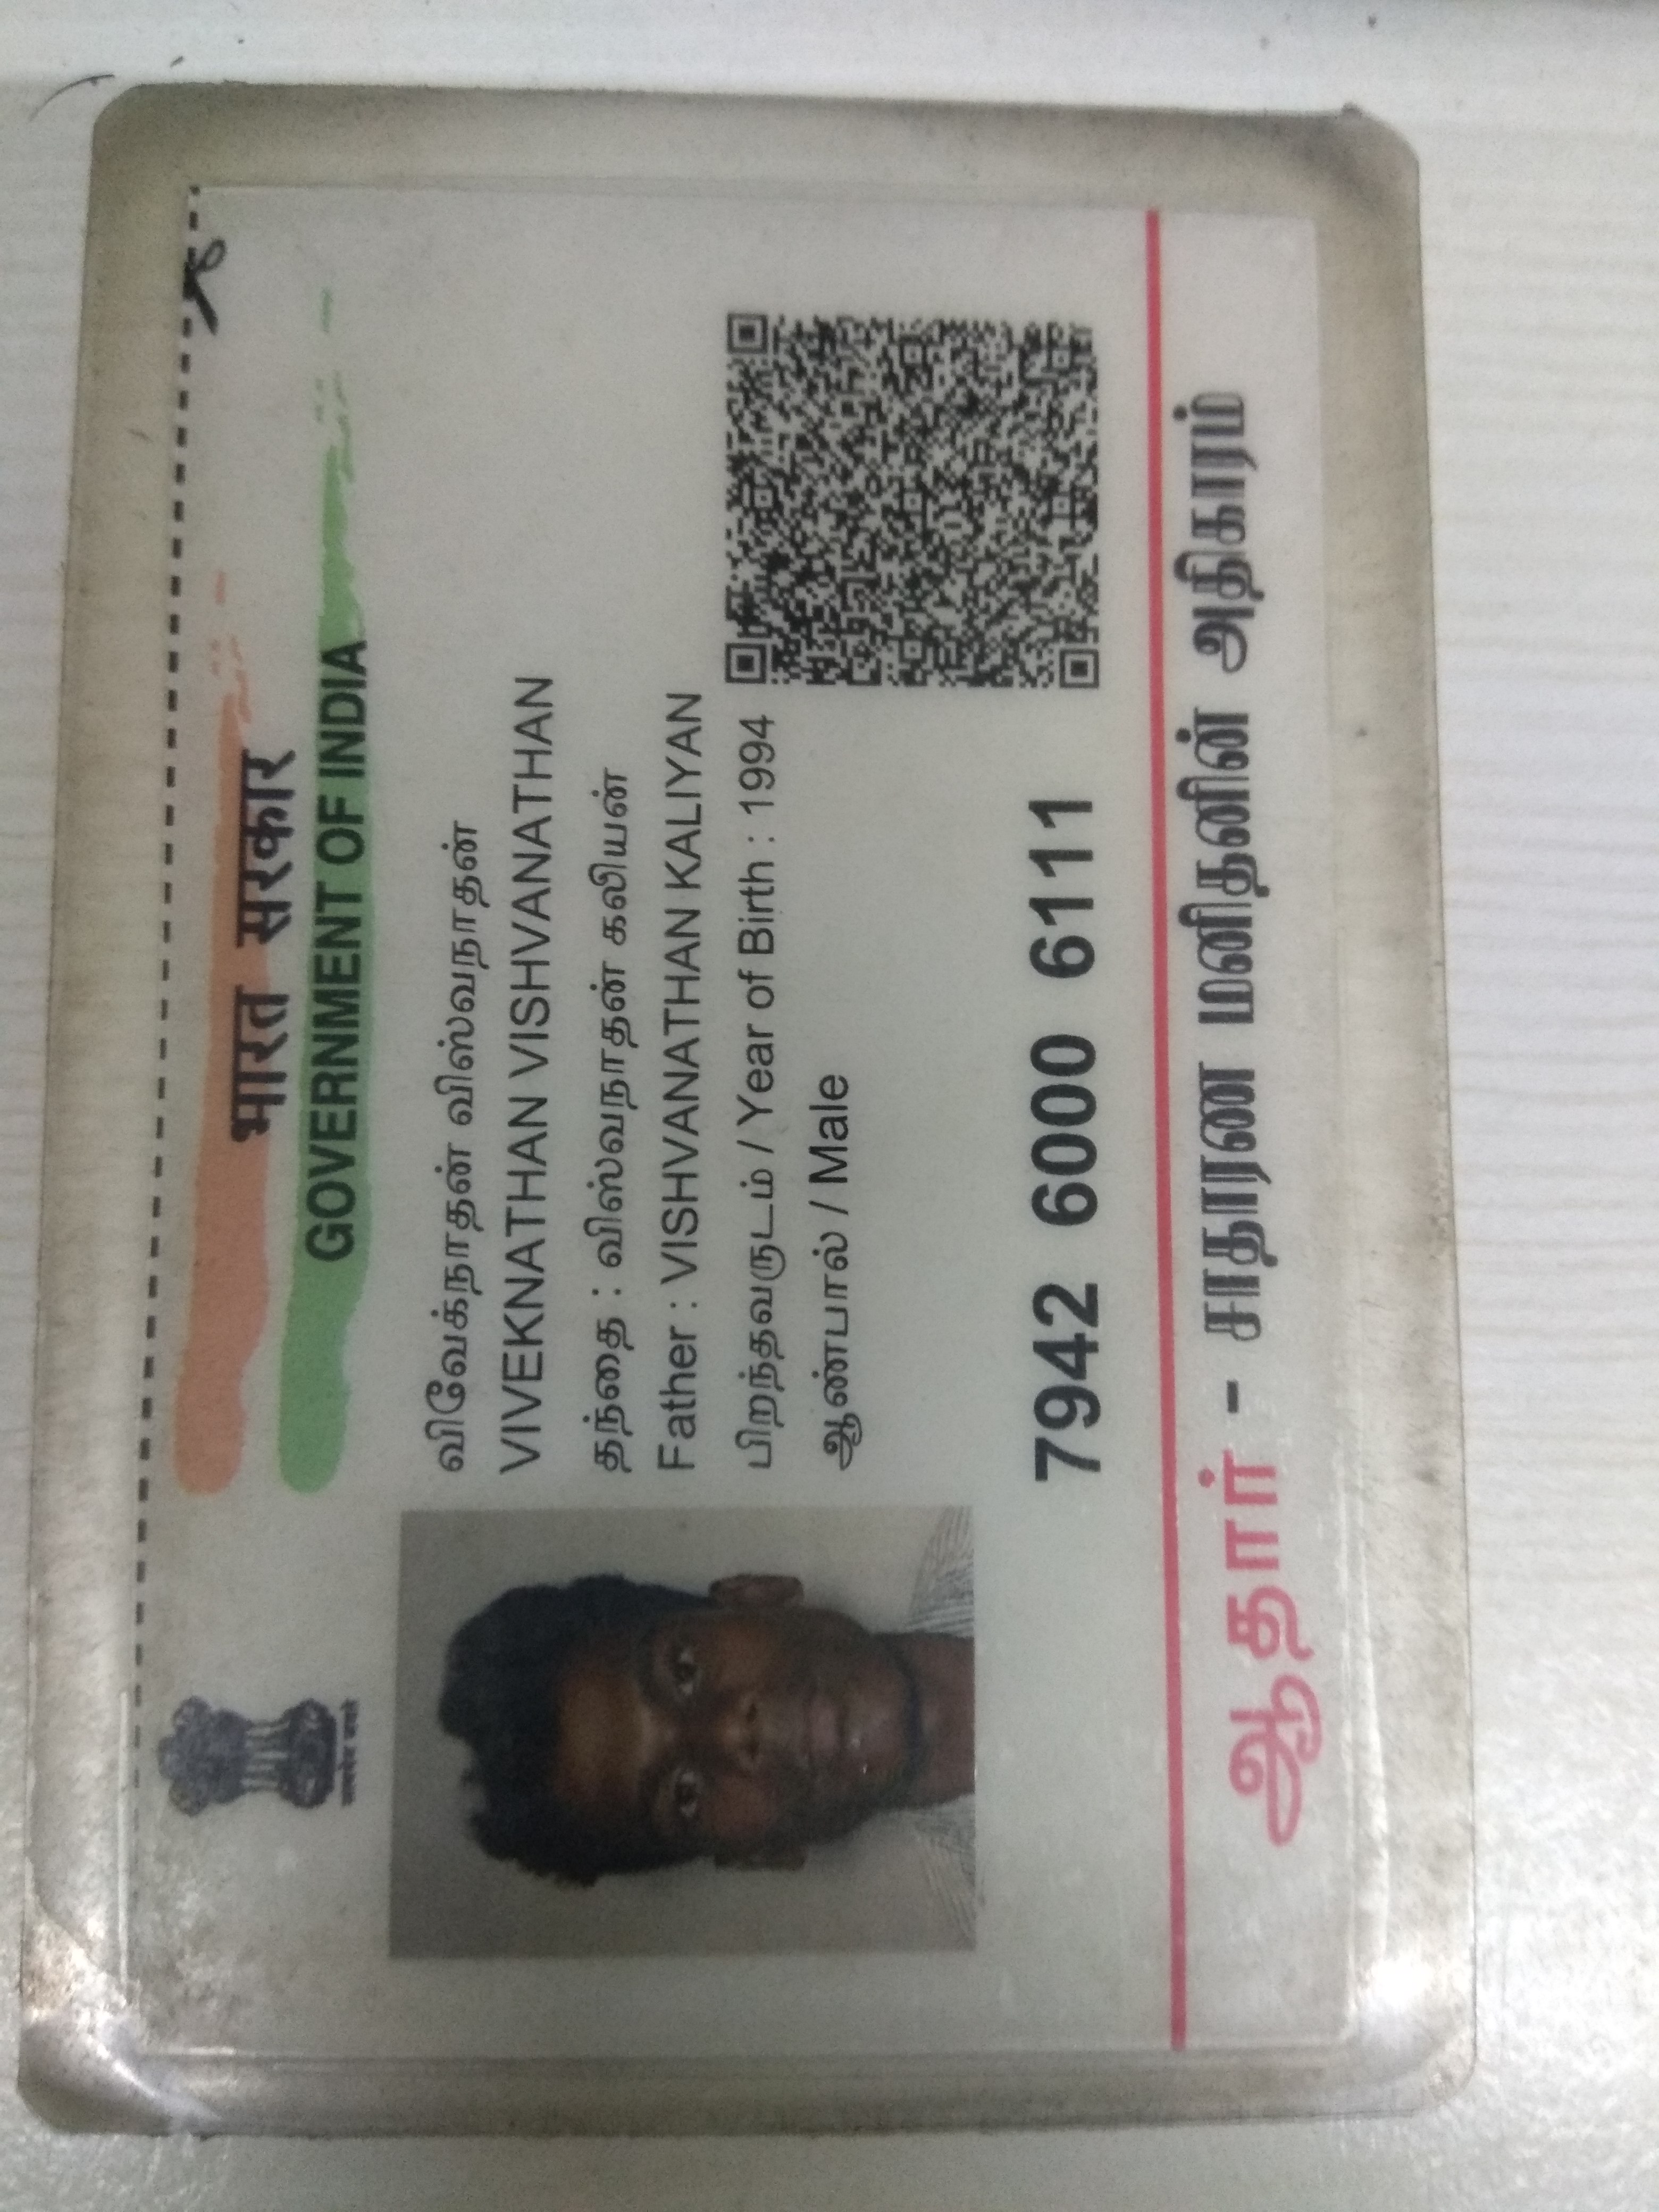 भारत सरकार
GOVERNMENT OF INDIA
விவேக்நாதன் விஸ்வநாதன்
VIVEKNATHAN VISHVANATHAN
தந்தை : விஸ்வநாதன் கலியன்
Father : VISHVANATHAN KALIYAN
பிறந்தவருடம் / Year of Birth : 1994
ஆண்பால் / Male
7942 6000 6111
ஆதார் - சாதாரண மனிதனின் அதிகாரம்